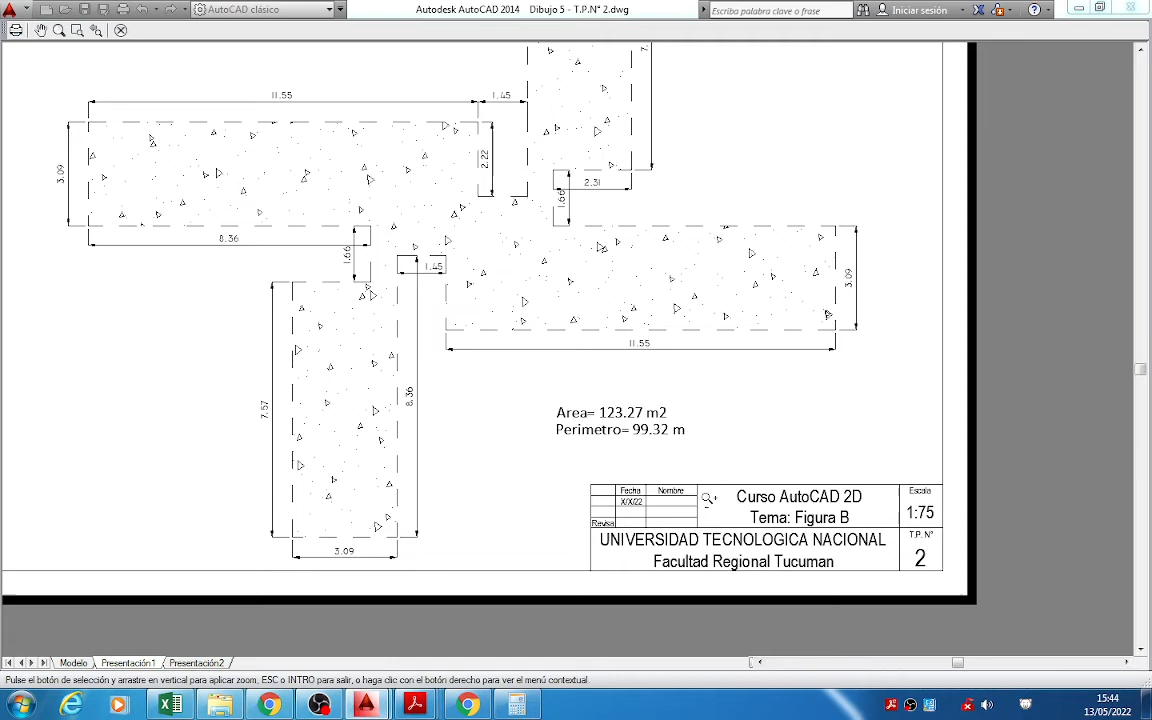 AutoCAD clásico
Autodesk AutoCAD 2014 Dibujo 5 - T.P.N° 2.dwg
Escriba palabra clave o frase
Iniciar sesión
11.55
1.45
3.09
2.22
2.31
1.66
8.36
1.66
1.45
3.09
11.55
7.57
8.36
3.09
Area= 123.27 m2
Perimetro= 99.32 m
Fecha
Nombre
X/X/22
Revisa
Curso AutoCAD 2D
Tema: Figura B
Escala
1:75
UNIVERSIDAD TECNOLOGICA NACIONAL
Facultad Regional Tucuman
T.P. N°
2
Modelo
Presentación1
Presentación2
Pulse el botón de selección y arrastre en vertical para aplicar zoom, ESC o INTRO para salir, o haga clic con el botón derecho para ver el menú contextual.
15:44
13/05/2022